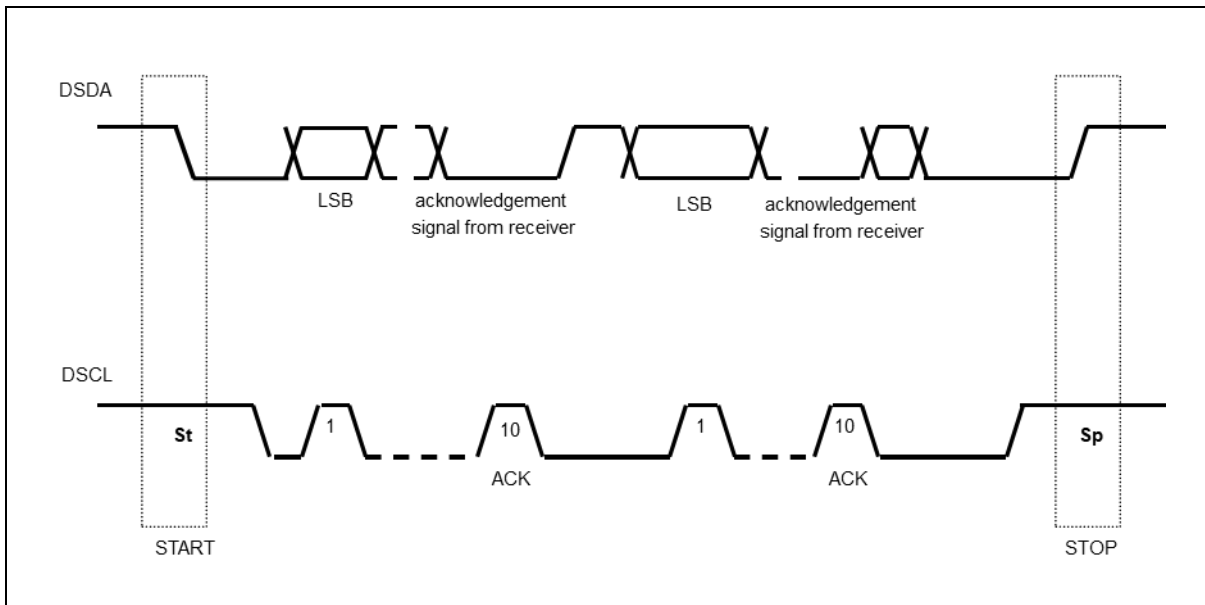 DSDA
LSB
acknowledgement
signal from receiver
LSB
acknowledgement
signal from receiver
DSCL
St
1
10
1
10
Sp
ACK
ACK
START
STOP